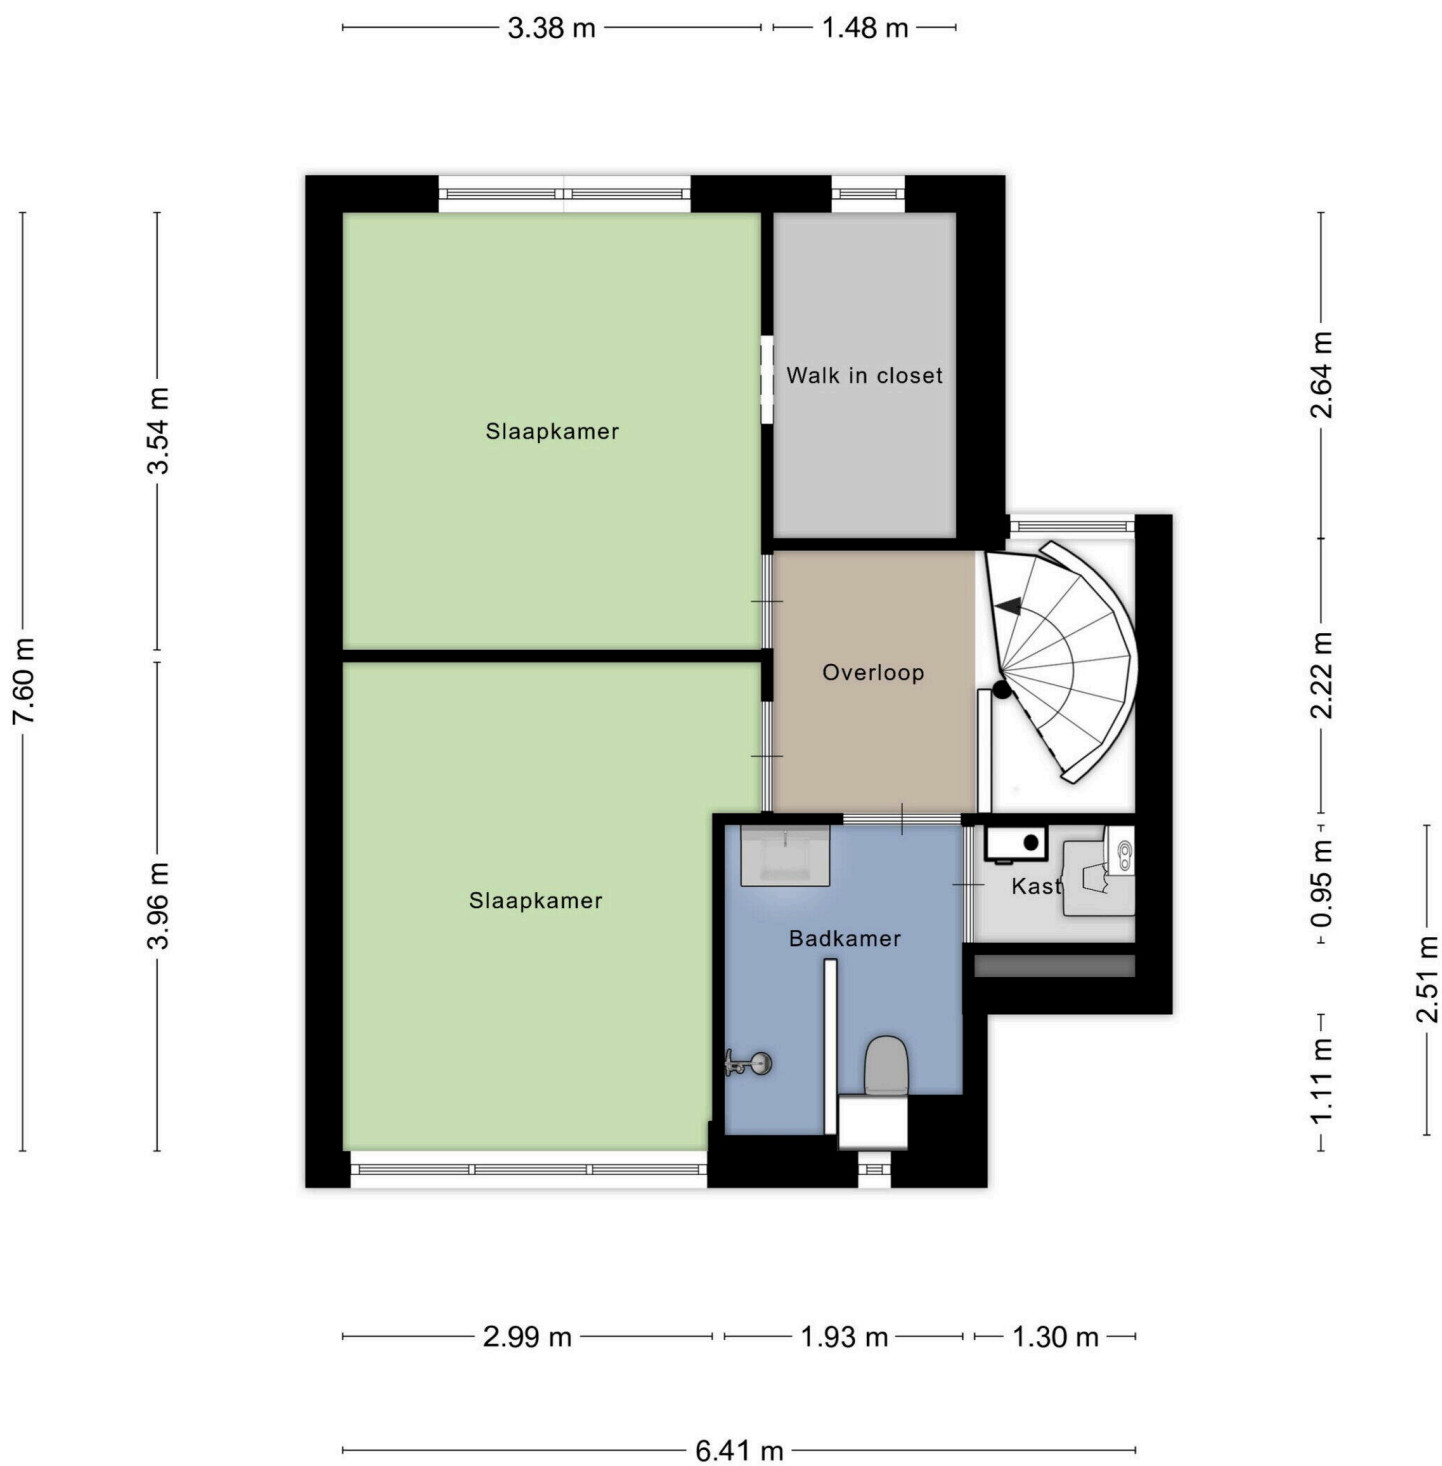 3.38 m
1.48 m
Slaapkamer
Walk in closet
Overloop
Slaapkamer
Badkamer
Kast
7.60 m
3.54 m
3.96 m
2.64 m
2.22 m
0.95 m
1.11 m
2.51 m
2.99 m
1.93 m
1.30 m
6.41 m